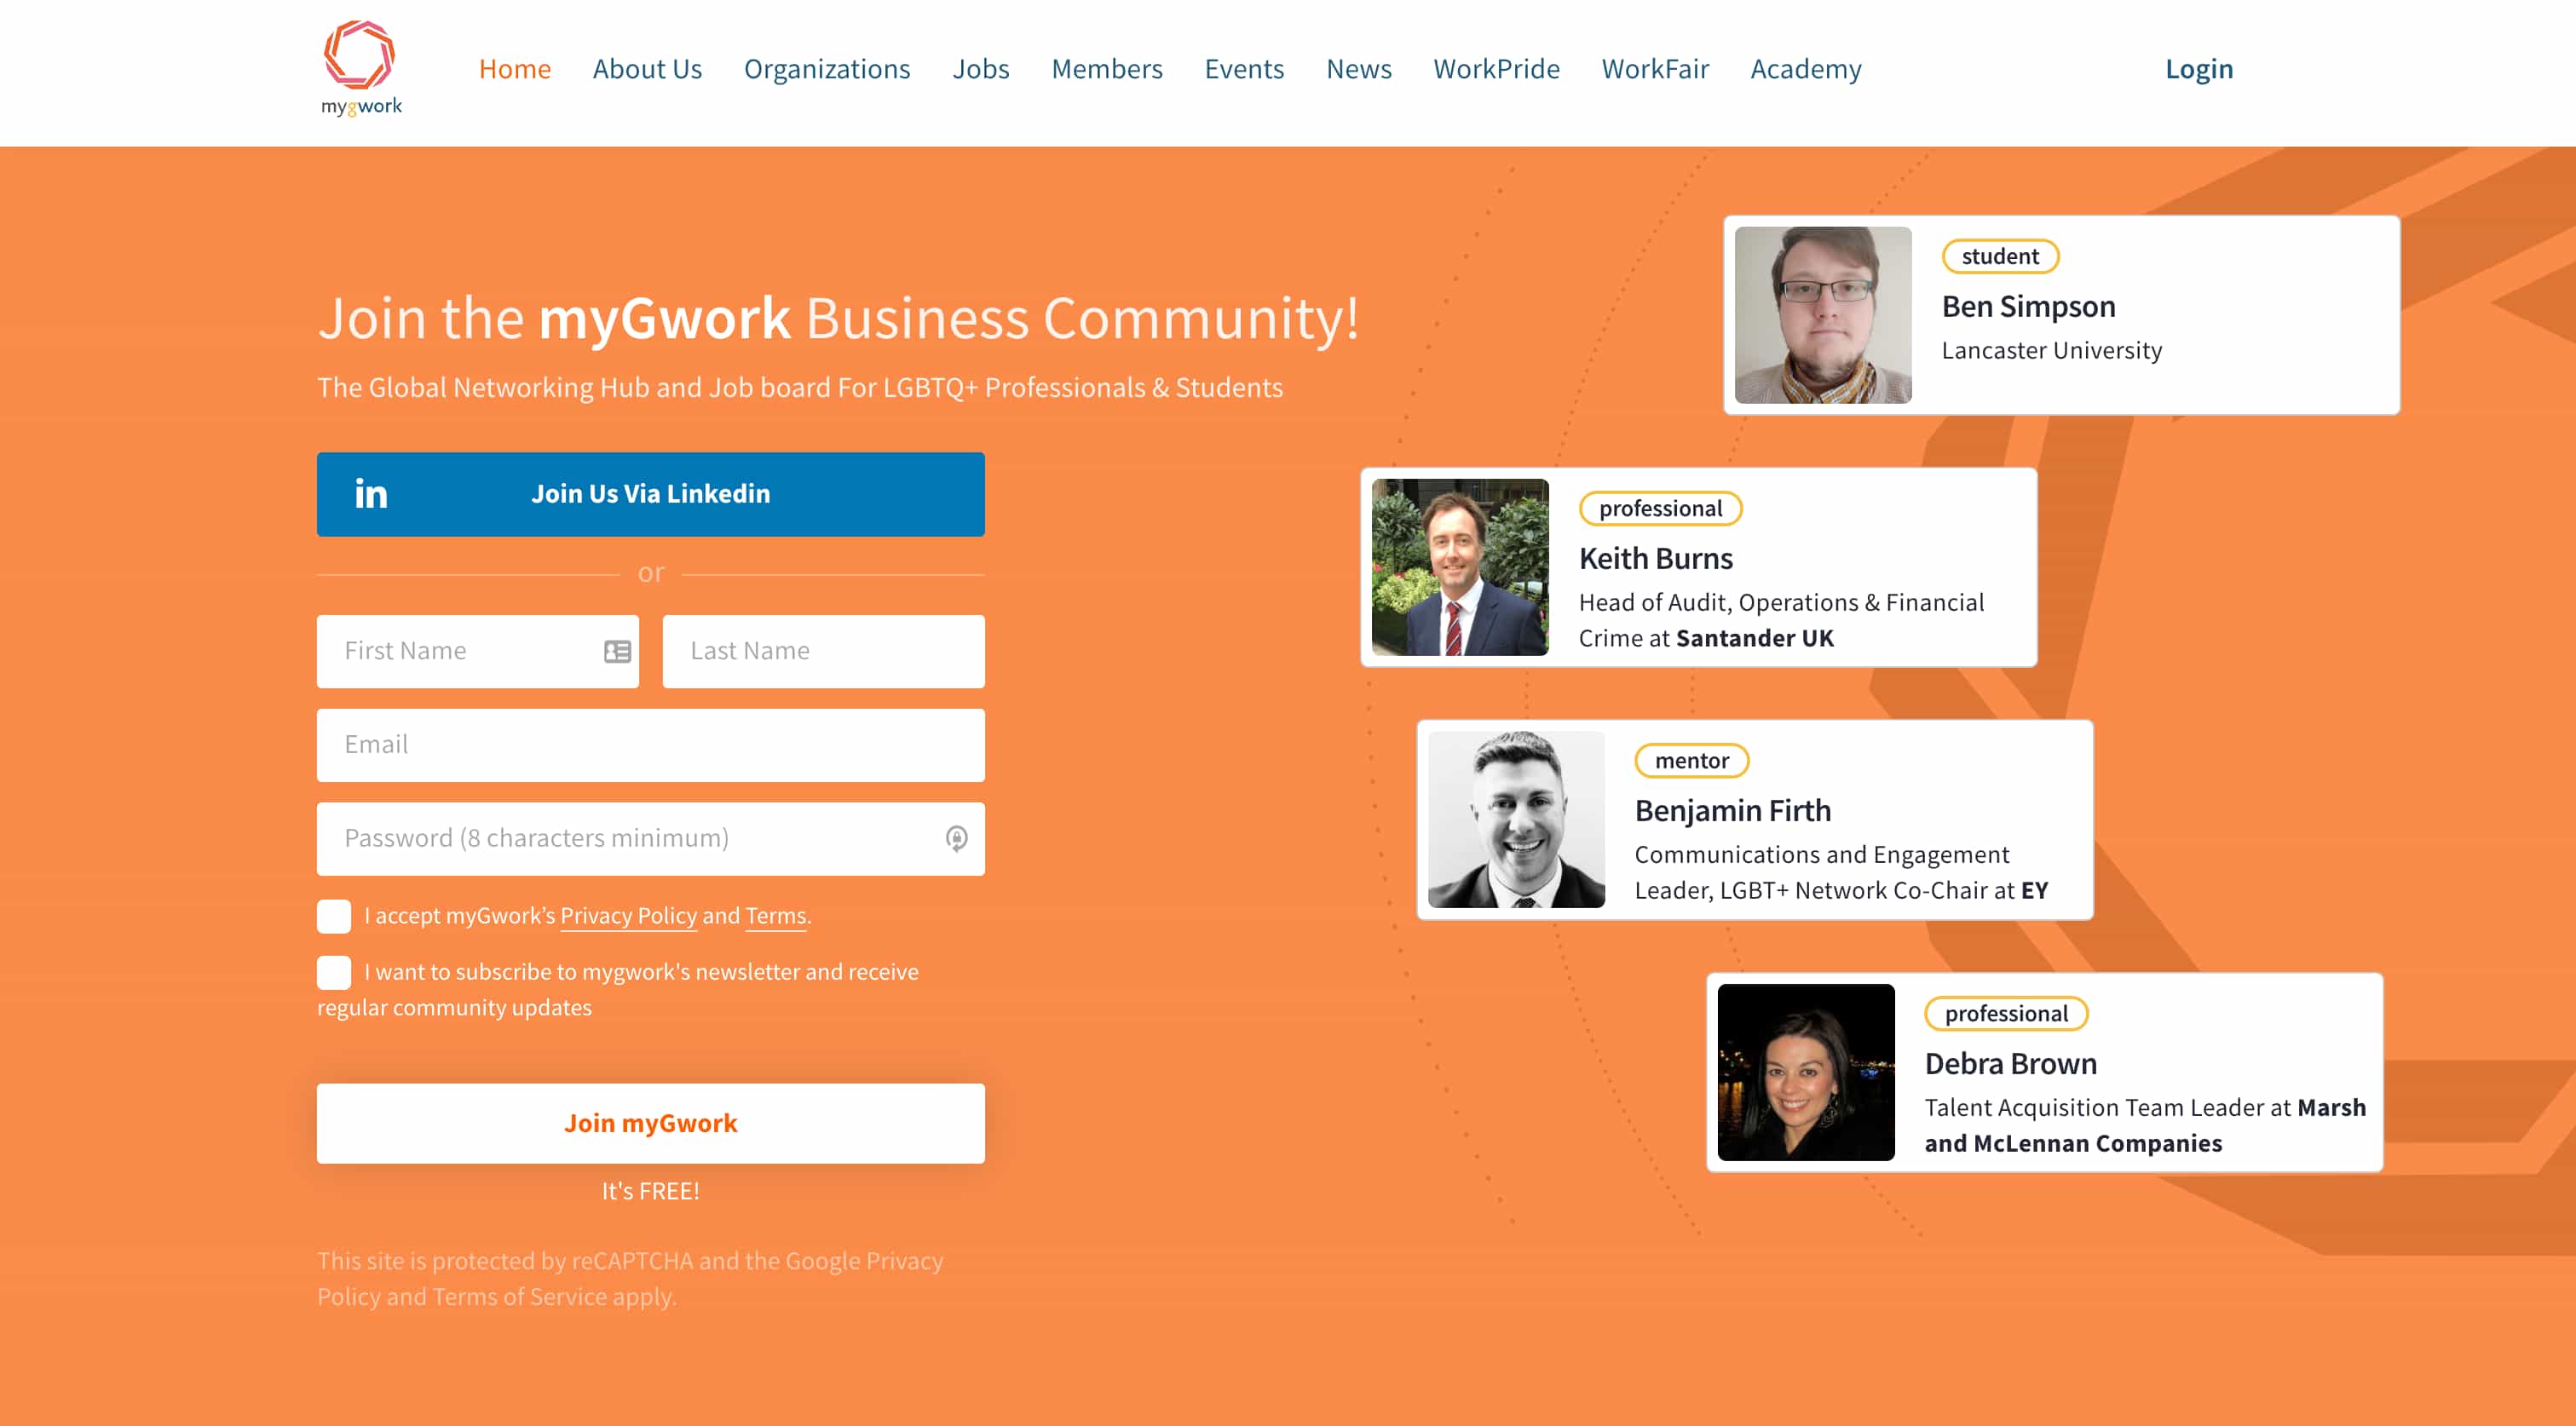 mygwork
Home
About Us
Organizations
Jobs
Members
Events
News
WorkPride
WorkFair
Academy
Login
Join the myGwork Business Community!
The Global Networking Hub and Job board For LGBTQ+ Professionals & Students
in
Join Us Via Linkedin
or
First Name
Last Name
Email
Password (8 characters minimum)
I accept myGwork’s Privacy Policy and Terms.
I want to subscribe to mygwork's newsletter and receive
regular community updates
Join myGwork
It's FREE!
This site is protected by reCAPTCHA and the Google Privacy
Policy and Terms of Service apply.
student
Ben Simpson
Lancaster University
professional
Keith Burns
Head of Audit, Operations & Financial
Crime at Santander UK
mentor
Benjamin Firth
Communications and Engagement
Leader, LGBT+ Network Co-Chair at EY
professional
Debra Brown
Talent Acquisition Team Leader at Marsh
and McLennan Companies